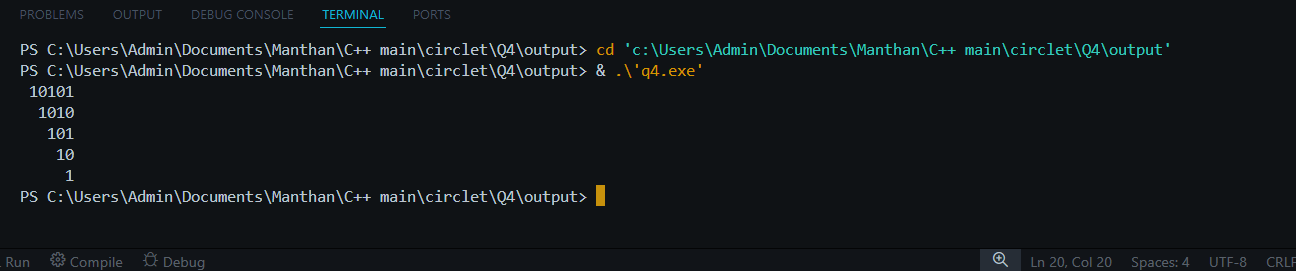 PROBLEMS OUTPUT DEBUG CONSOLE TERMINAL PORTS
PS C:\Users\Admin\Documents\Manthan\C++ main\circlet\Q4\output> cd 'c:\Users\Admin\Documents\Manthan\C++ main\circlet\Q4\output'
PS C:\Users\Admin\Documents\Manthan\C++ main\circlet\Q4\output> & .\'q4.exe'
10101
1010
101
10
1
PS C:\Users\Admin\Documents\Manthan\C++ main\circlet\Q4\output>
Run Compile Debug Ln 20, Col 20 Spaces: 4 UTF-8 CRLF